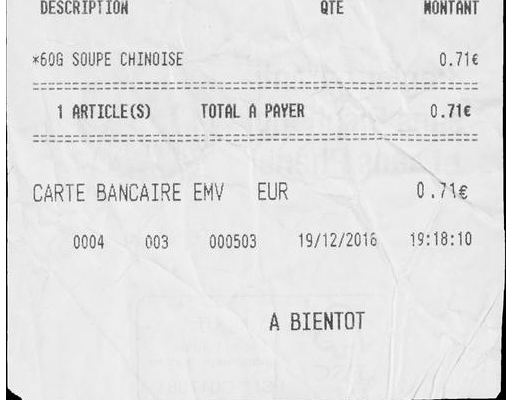 DESCRIPTION QTE MONTANT
*60G SOUPE CHINOISE 0.71€
==========================================================
1 ARTICLE(S) TOTAL A PAYER 0.71€
==========================================================
CARTE BANCAIRE EMV EUR 0.71€
0004 003 000503 19/12/2016 19:18:10
A BIENTOT